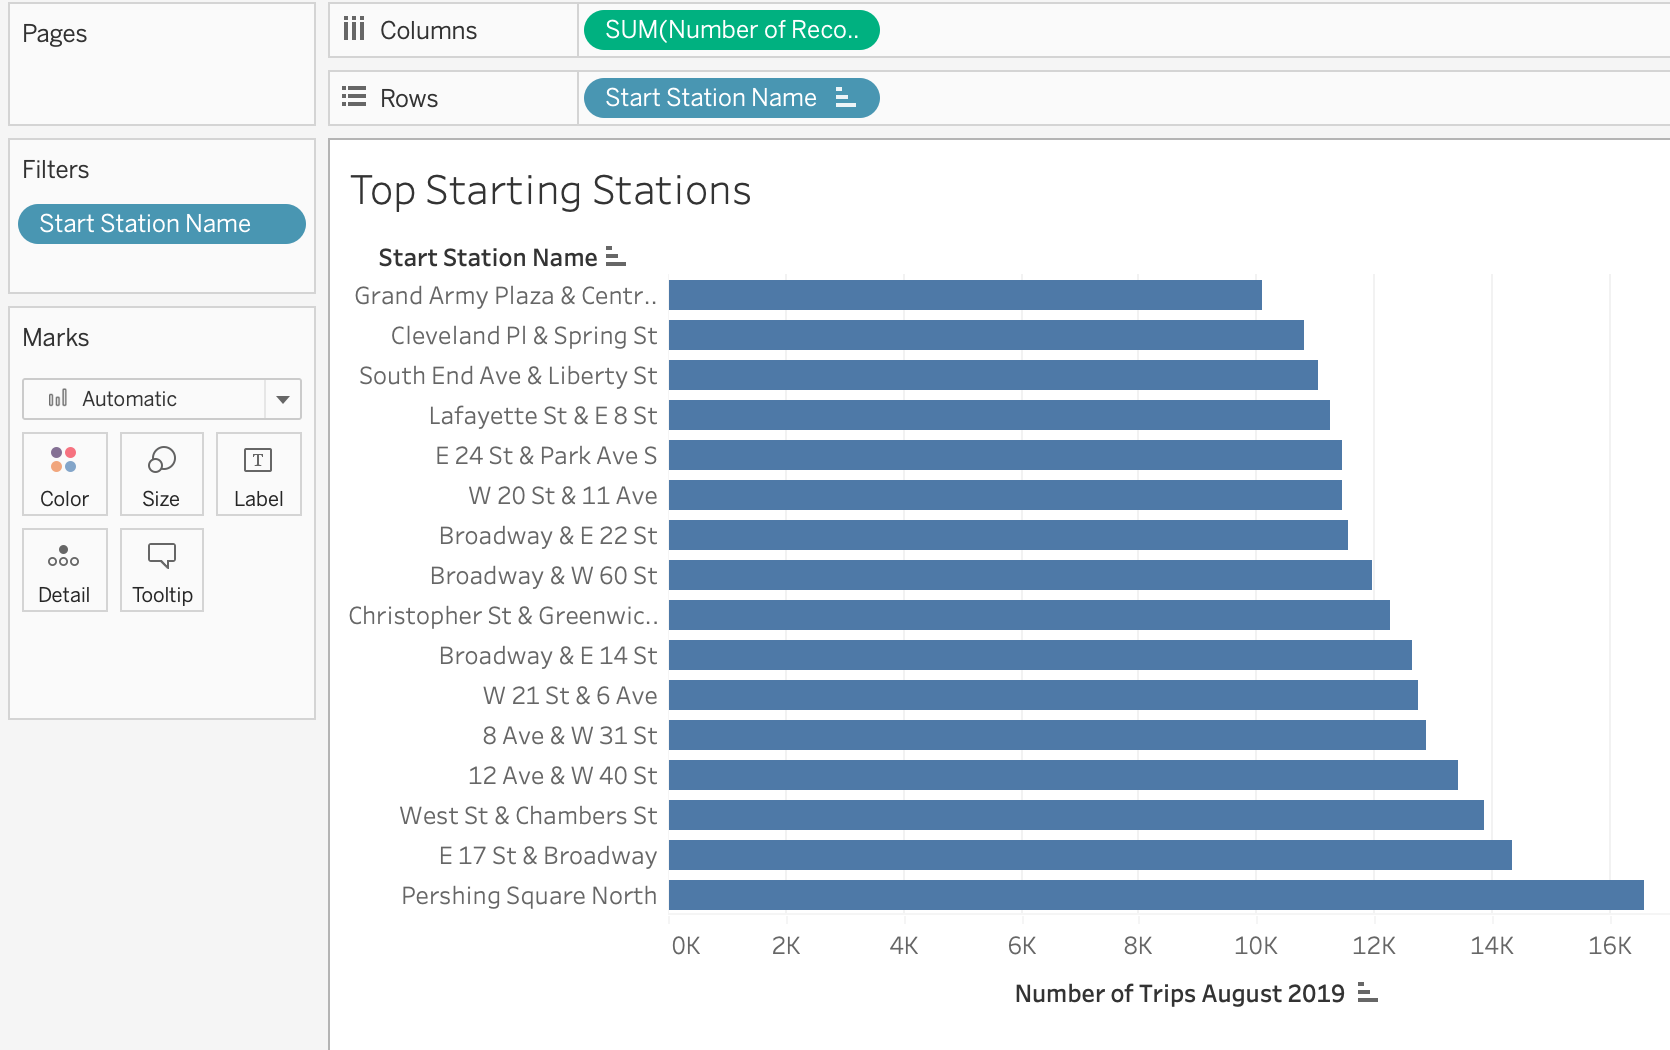 Pages
Columns
SUM(Number of Reco..
Rows
Start Station Name
Filters
Start Station Name
Marks
Automatic
Color
Size
T
Label
Detail
Tooltip
Top Starting Stations
Start Station Name
Grand Army Plaza & Centr..
Cleveland Pl & Spring St
South End Ave & Liberty St
Lafayette St & E 8 St
E 24 St & Park Ave S
W 20 St & 11 Ave
Broadway & E 22 St
Broadway & W 60 St
Christopher St & Greenwic..
Broadway & E 14 St
W 21 St & 6 Ave
8 Ave & W 31 St
12 Ave & W 40 St
West St & Chambers St
E 17 St & Broadway
Pershing Square North
0K 2K 4K 6K 8K 10K 12K 14K 16K
Number of Trips August 2019